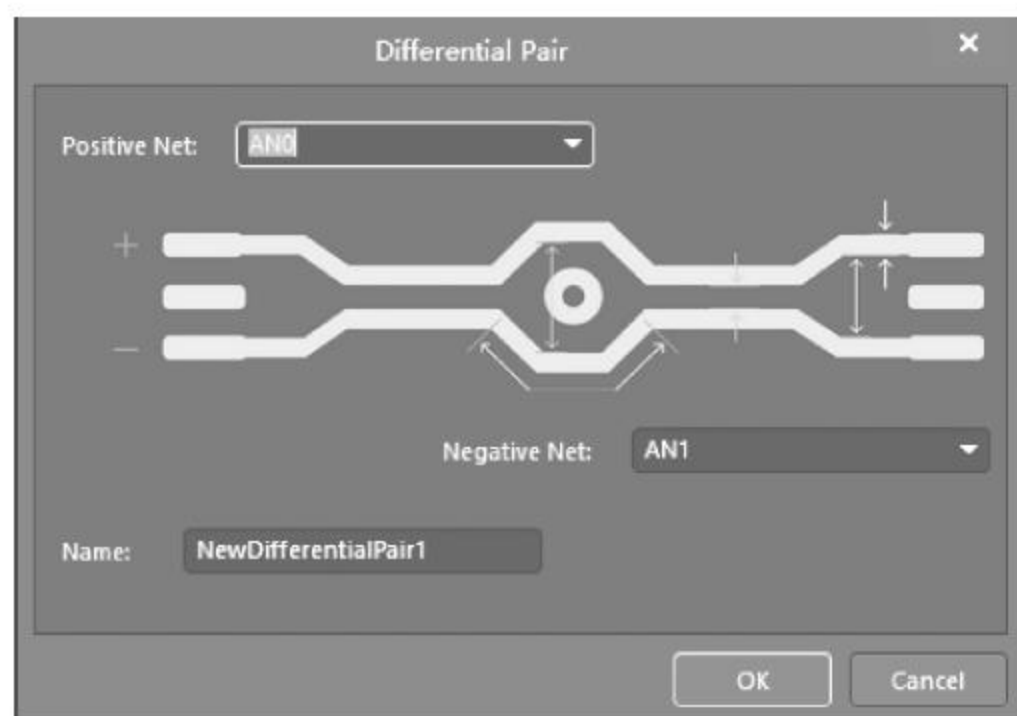 Differential Pair
Positive Net: AN0
+
−
Negative Net: AN1
Name: NewDifferentialPair1
OK Cancel